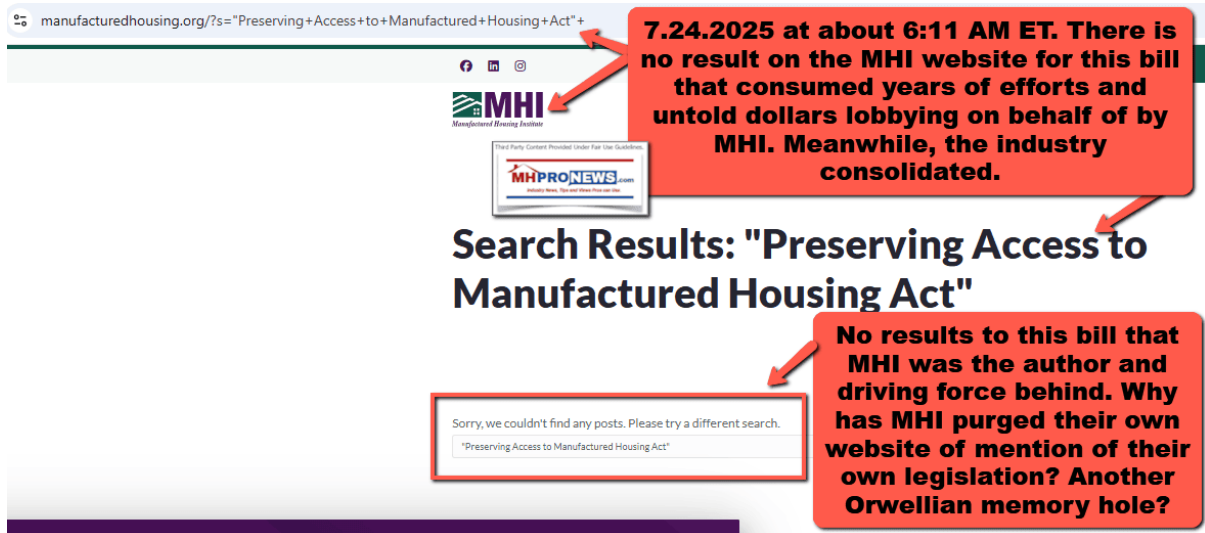 manufacturedhousing.org/?s="Preserving+Access+to+Manufactured+Housing+Act"+
7.24.2025 at about 6:11 AM ET. There is
no result on the MHI website for this bill
that consumed years of efforts and
untold dollars lobbying on behalf of by
MHI. Meanwhile, the industry
consolidated.
MHI
Manufactured Housing Institute
Third Party Content Provided Under Fair Use Guidelines.
MHPRONEWS.com
Industry News, Tips and Views Pros can Use
Search Results: "Preserving Access to
Manufactured Housing Act"
No results to this bill that
MHI was the author and
driving force behind. Why
has MHI purged their own
website of mention of their
own legislation? Another
Orwellian memory hole?
Sorry, we couldn't find any posts. Please try a different search.
"Preserving Access to Manufactured Housing Act"